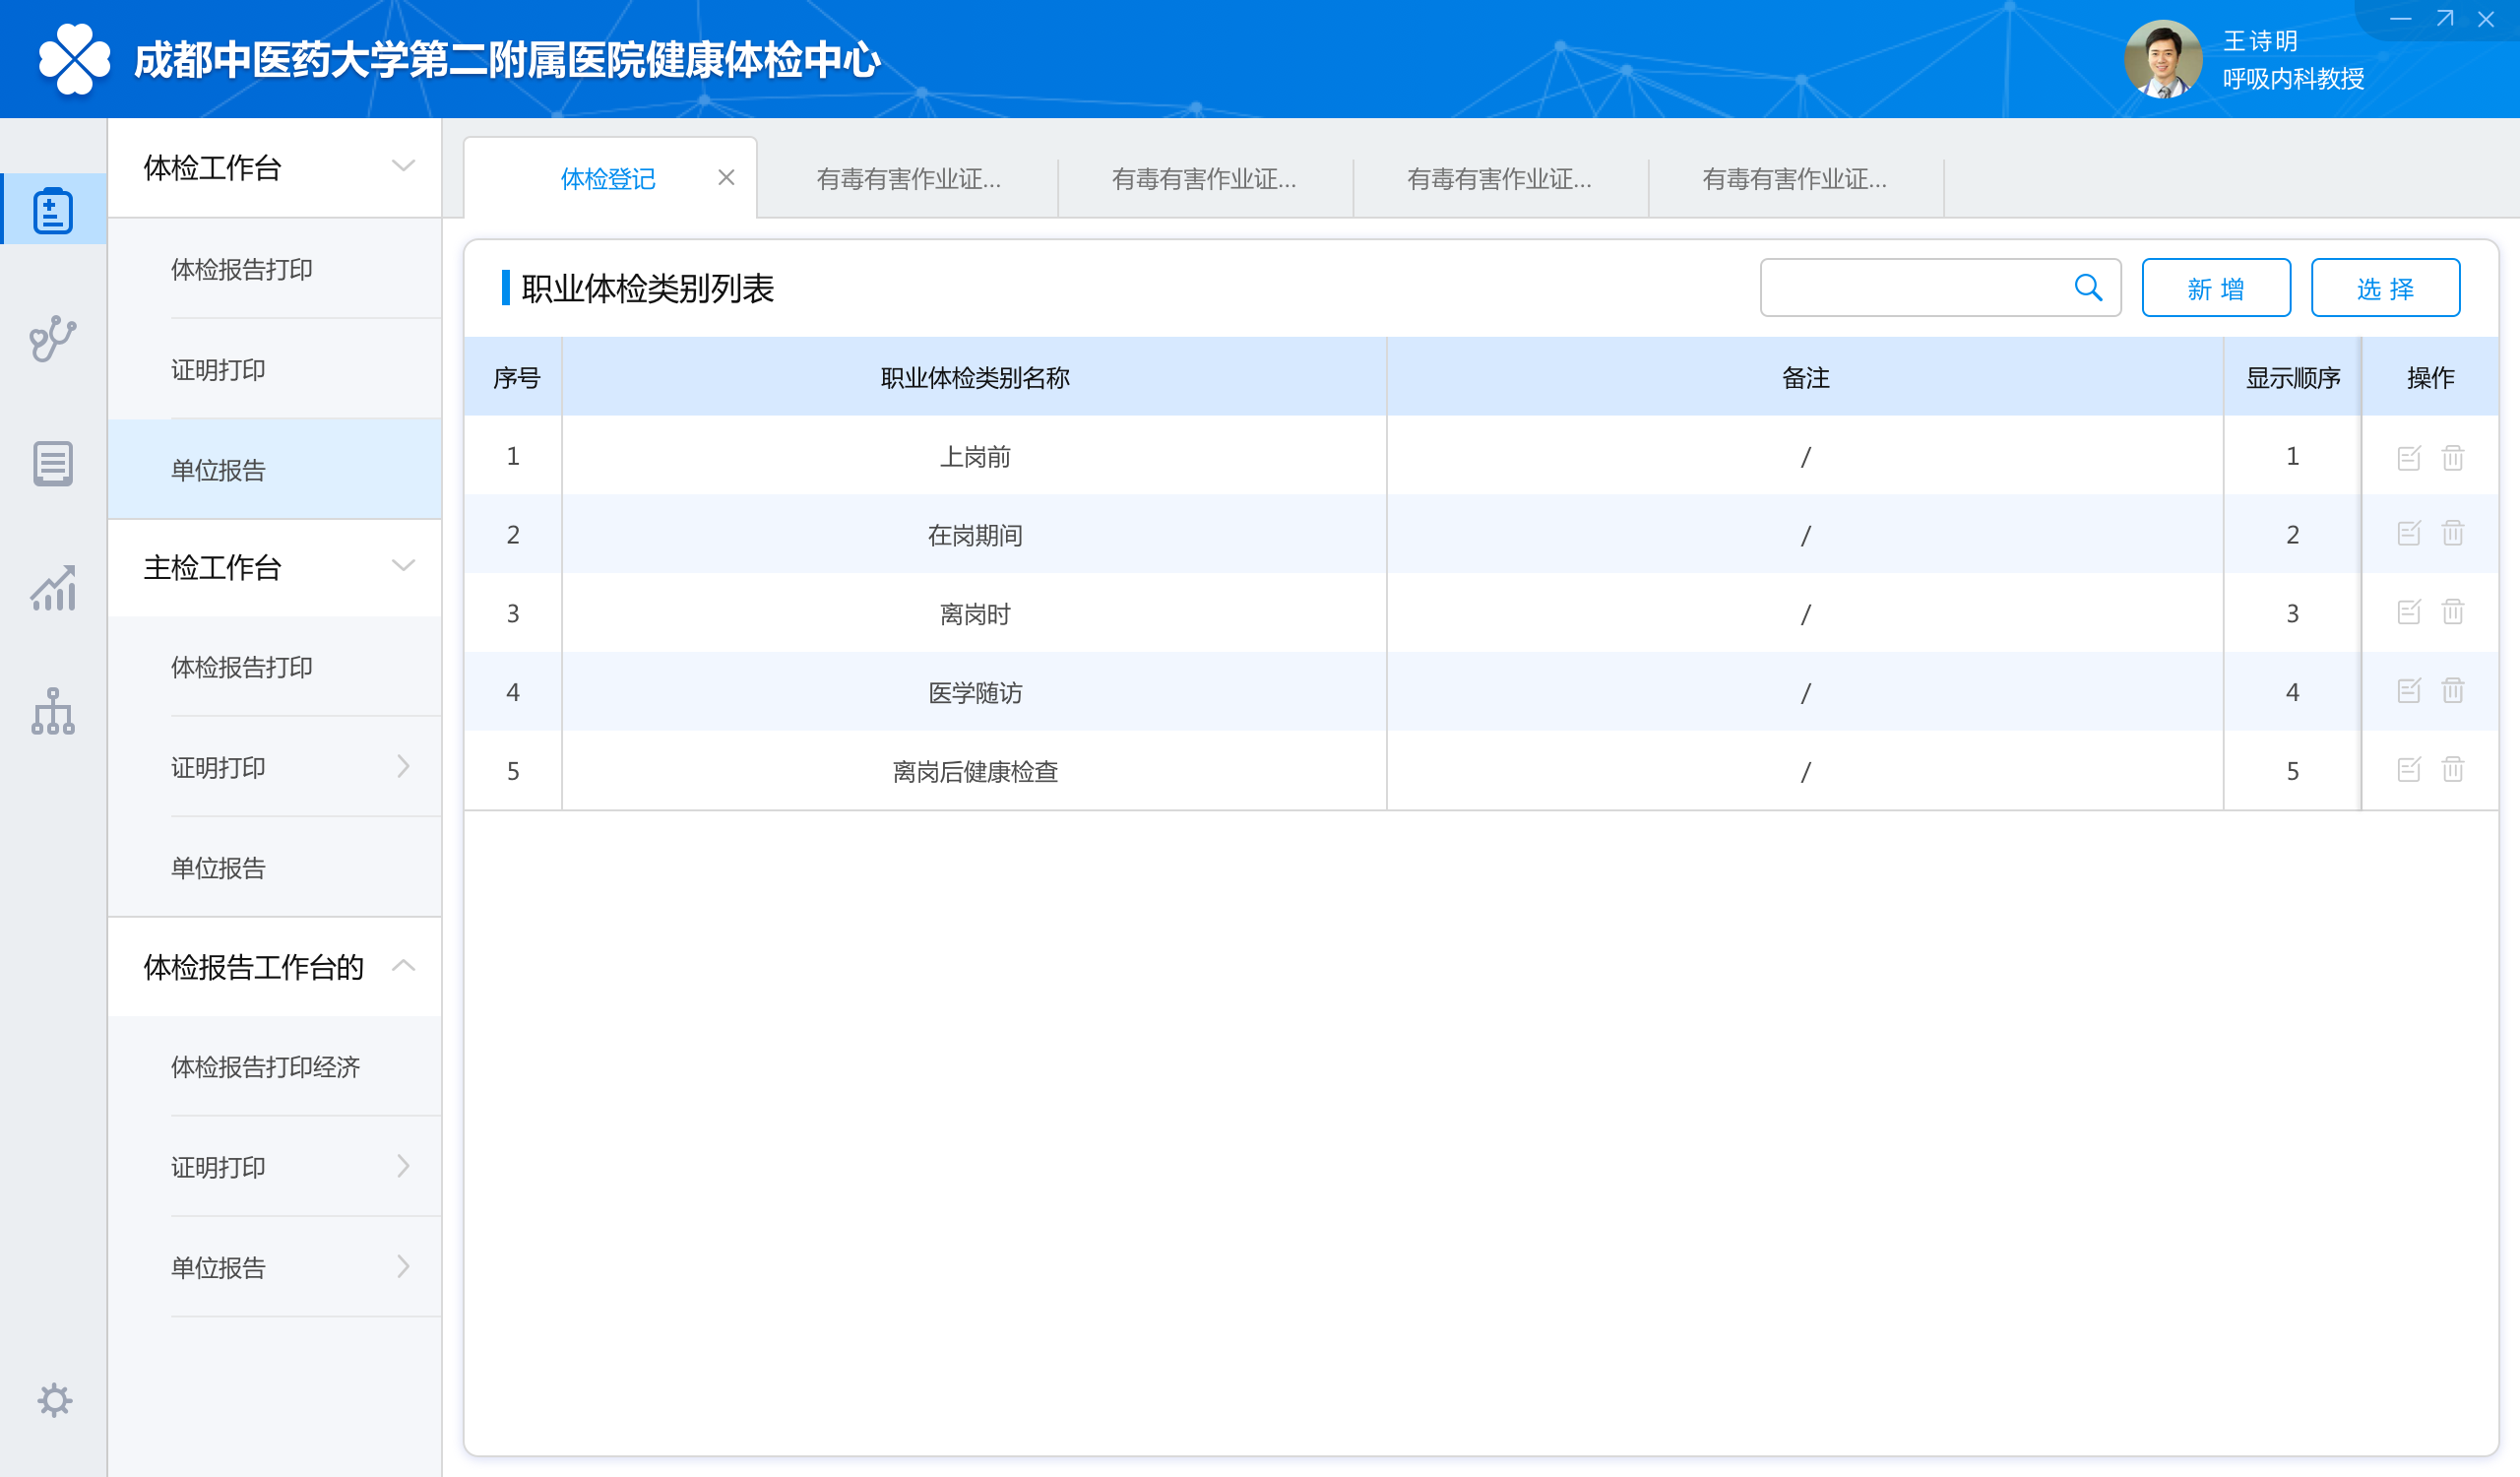 成都中医药大学第二附属医院健康体检中心
王诗明
呼吸内科教授
体检工作台
体检报告打印
证明打印
单位报告
主检工作台
体检报告打印
证明打印
单位报告
体检报告工作台的
体检报告打印经济
证明打印
单位报告
体检登记 有毒有害作业证... 有毒有害作业证... 有毒有害作业证... 有毒有害作业证...
职业体检类别列表 新 增 选 择
序号 职业体检类别名称 备注 显示顺序 操作
1 上岗前 / 1
2 在岗期间 / 2
3 离岗时 / 3
4 医学随访 / 4
5 离岗后健康检查 / 5